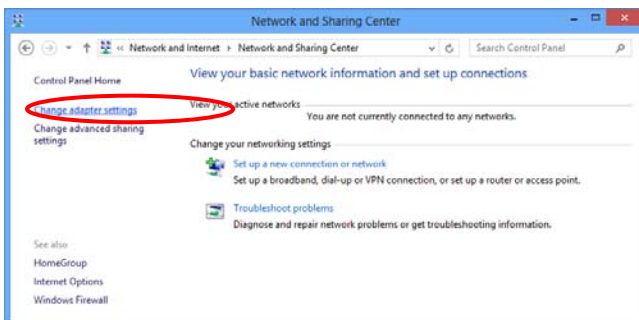 Network and Sharing Center
« Network and Internet ▸ Network and Sharing Center
Search Control Panel
Control Panel Home
Change adapter settings
Change advanced sharing
settings
See also
HomeGroup
Internet Options
Windows Firewall
View your basic network information and set up connections
View your active networks
You are not currently connected to any networks.
Change your networking settings
Set up a new connection or network
Set up a broadband, dial-up or VPN connection, or set up a router or access point.
Troubleshoot problems
Diagnose and repair network problems or get troubleshooting information.